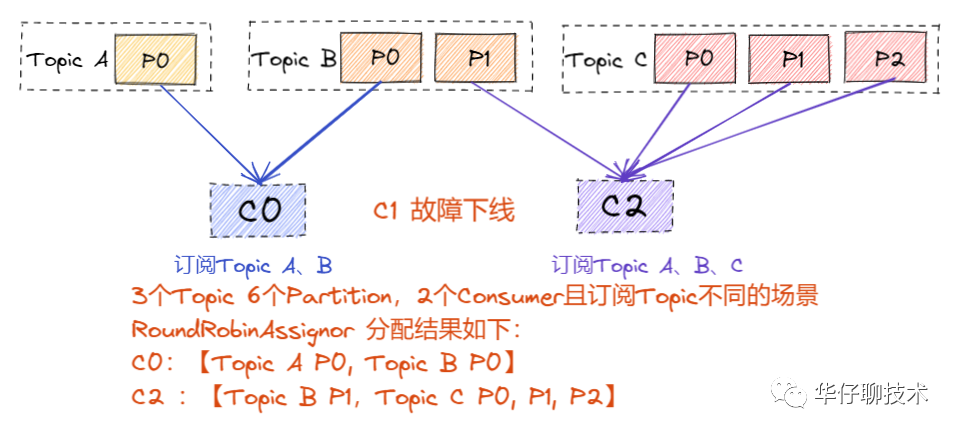 Topic A P0 Topic B P0 P1 Topic C P0 P1 P2
C0 C1 故障下线 C2
订阅Topic A、B 订阅Topic A、B、C
3个Topic 6个Partition，2个Consumer且订阅Topic不同的场景
RoundRobinAssignor 分配结果如下：
C0：【Topic A P0, Topic B P0】
C2 ：【Topic B P1，Topic C P0, P1, P2】
华仔聊技术